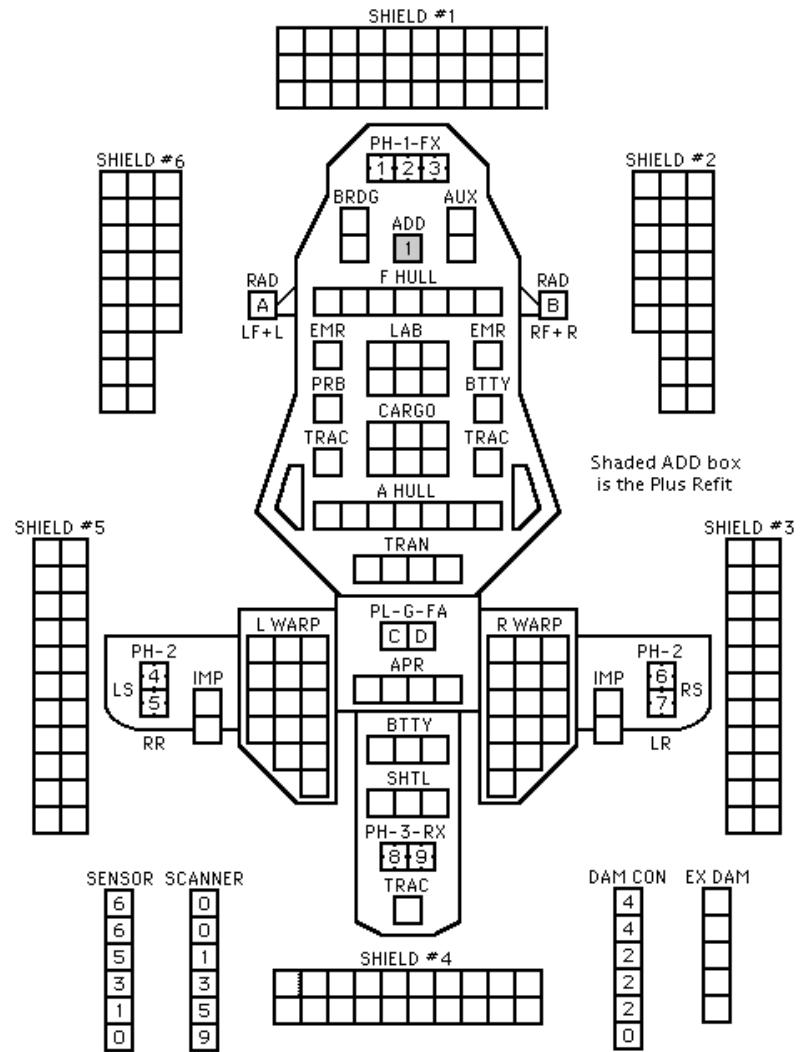 SHIELD #1
PH-1-FX
1 2 3
SHIELD #6
SHIELD #2
BRDG
AUX
ADD
1
RAD
F HULL
RAD
A
B
LF+L
RF+R
EMR
LAB
EMR
PRB
BTTY
CARGO
TRAC
TRAC
Shaded ADD box
is the Plus Refit
A HULL
SHIELD #5
SHIELD #3
TRAN
PL-G-FA
L WARP
C D
R WARP
PH-2
PH-2
4
IMP
APR
IMP
6
LS
RS
5
7
RR
LR
BTTY
SHTL
PH-3-RX
8 9
TRAC
SENSOR SCANNER
DAM CON EX DAM
6 0 4
6 0 4
5 1 2
3 3 2
1 5 2
0 9 0
SHIELD #4